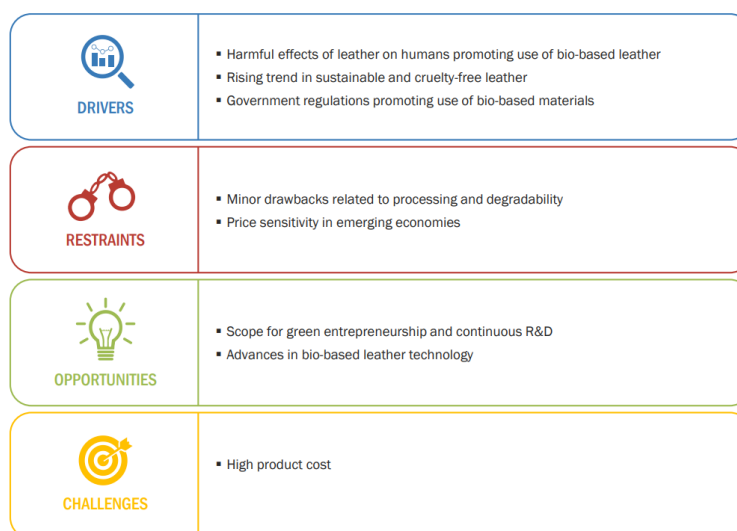 DRIVERS
▪ Harmful effects of leather on humans promoting use of bio-based leather
▪ Rising trend in sustainable and cruelty-free leather
▪ Government regulations promoting use of bio-based materials
RESTRAINTS
▪ Minor drawbacks related to processing and degradability
▪ Price sensitivity in emerging economies
OPPORTUNITIES
▪ Scope for green entrepreneurship and continuous R&D
▪ Advances in bio-based leather technology
CHALLENGES
▪ High product cost